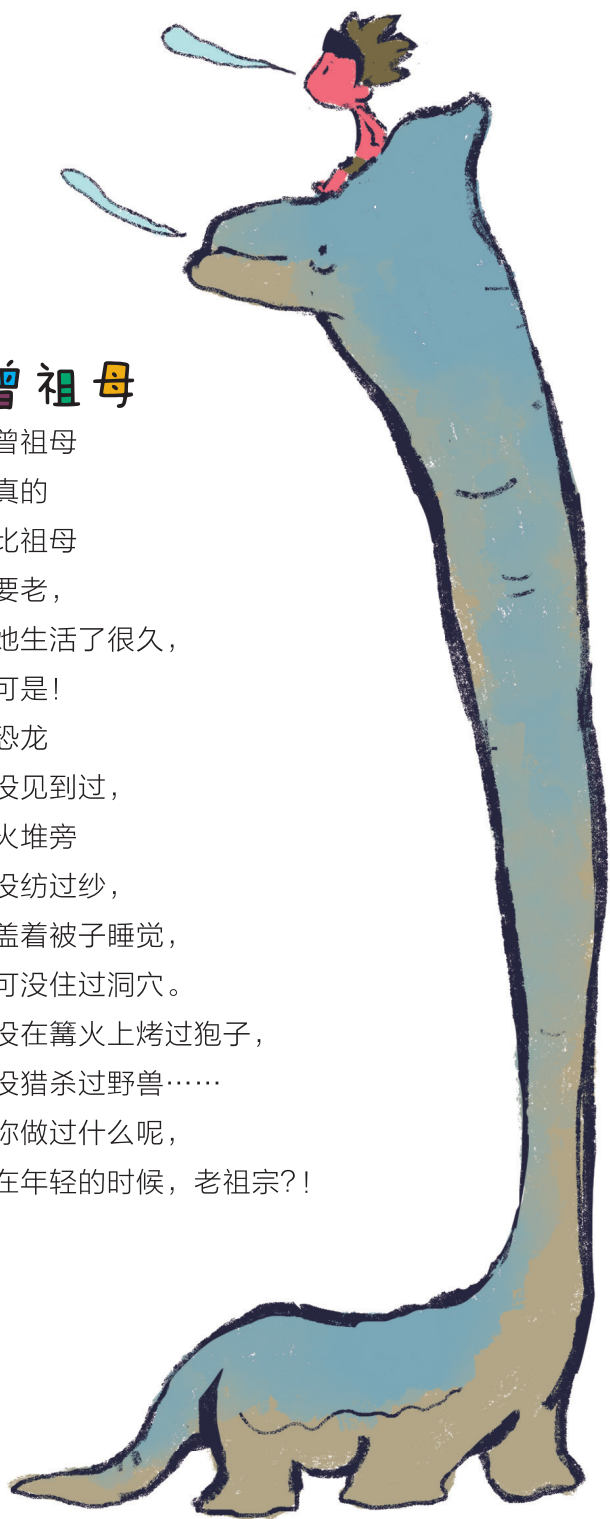 曾祖母
曾祖母
真的
比祖母
要老，
她生活了很久，
可是！
恐龙
没见到过，
火堆旁
没纺过纱，
盖着被子睡觉，
可没住过洞穴。
没在篝火上烤过狍子，
没猎杀过野兽……
你做过什么呢，
在年轻的时候，老祖宗？！